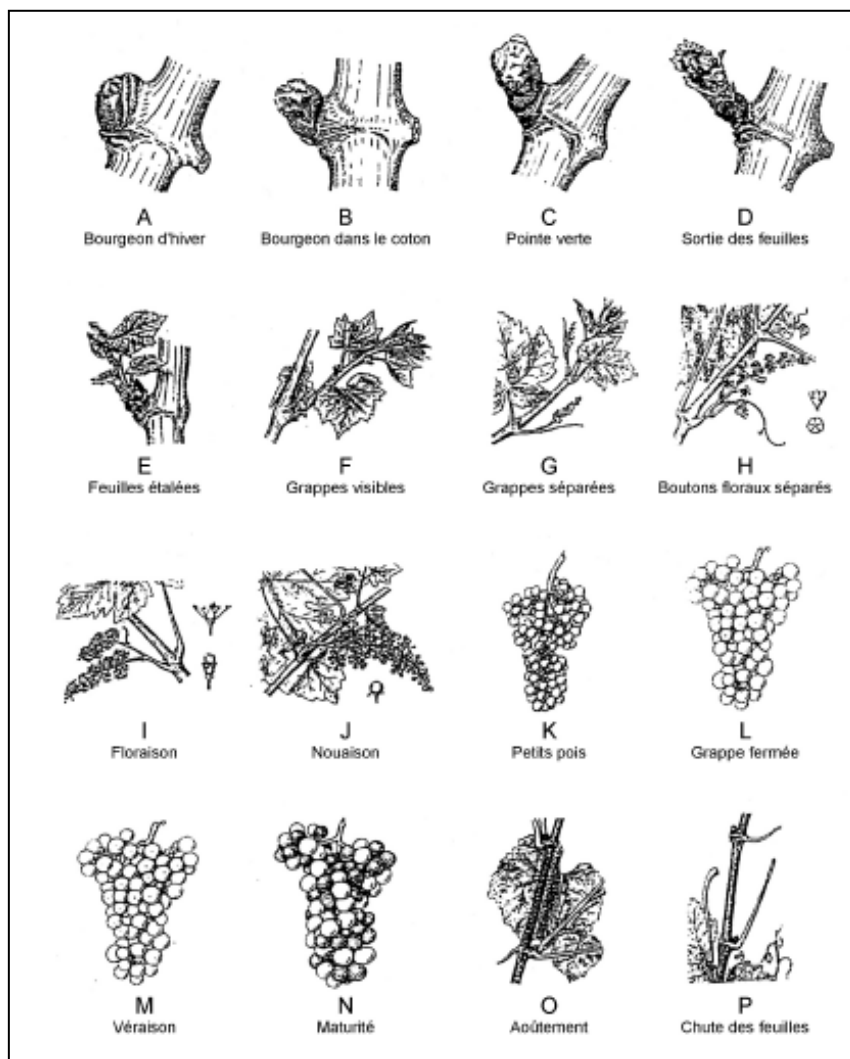 A B C D
Bourgeon d'hiver Bourgeon dans le coton Pointe verte Sortie des feuilles
E F G H
Feuilles étalées Grappes visibles Grappes séparées Boutons floraux séparés
I J K L
Floraison Nouaison Petits pois Grappe fermée
M N O P
Véraison Maturité Aoûtement Chute des feuilles